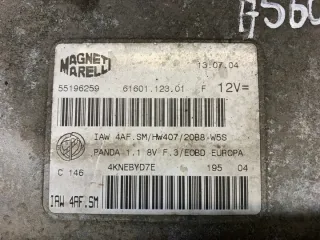 A560
MAGNETI MARELLI
13.07.04
55196259 61601.123.01 F 12V=
IAW 4AF.SM/HW407/20B8-W5S
PANDA 1.1 8V F.3/EOBD EUROPA
C 146 4KNEBYD7E 195 04
IAW 4AF.SM